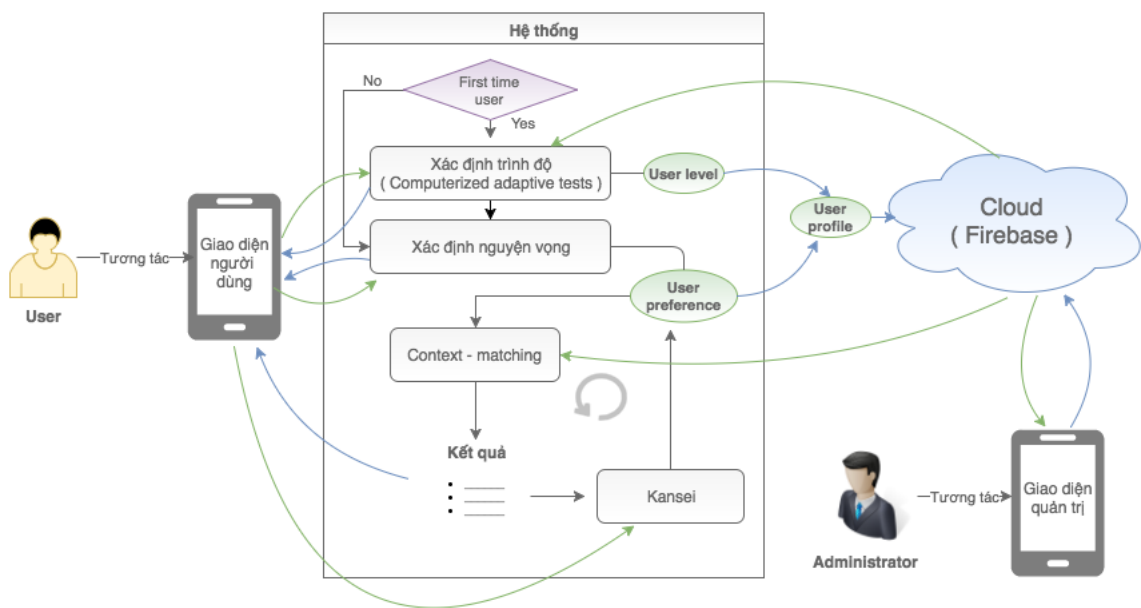 Hệ thống
No
First time
user
Yes
Xác định trình độ
( Computerized adaptive tests )
User level
Xác định nguyện vọng
User
profile
Cloud
( Firebase )
Giao diện
người
dùng
Tương tác
User
User
preference
Context - matching
Kết quả
Kansei
Tương tác
Giao diện
quản trị
Administrator